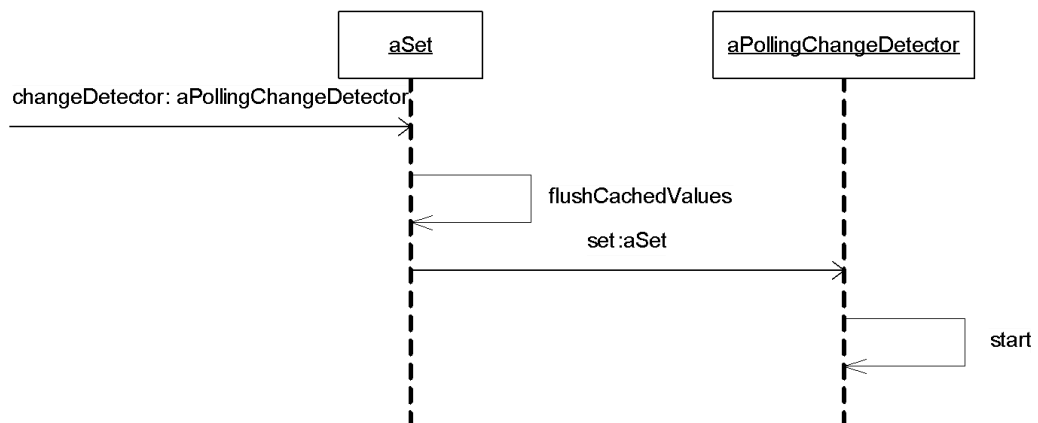 aSet
aPollingChangeDetector
changeDetector: aPollingChangeDetector
flushCachedValues
set:aSet
start